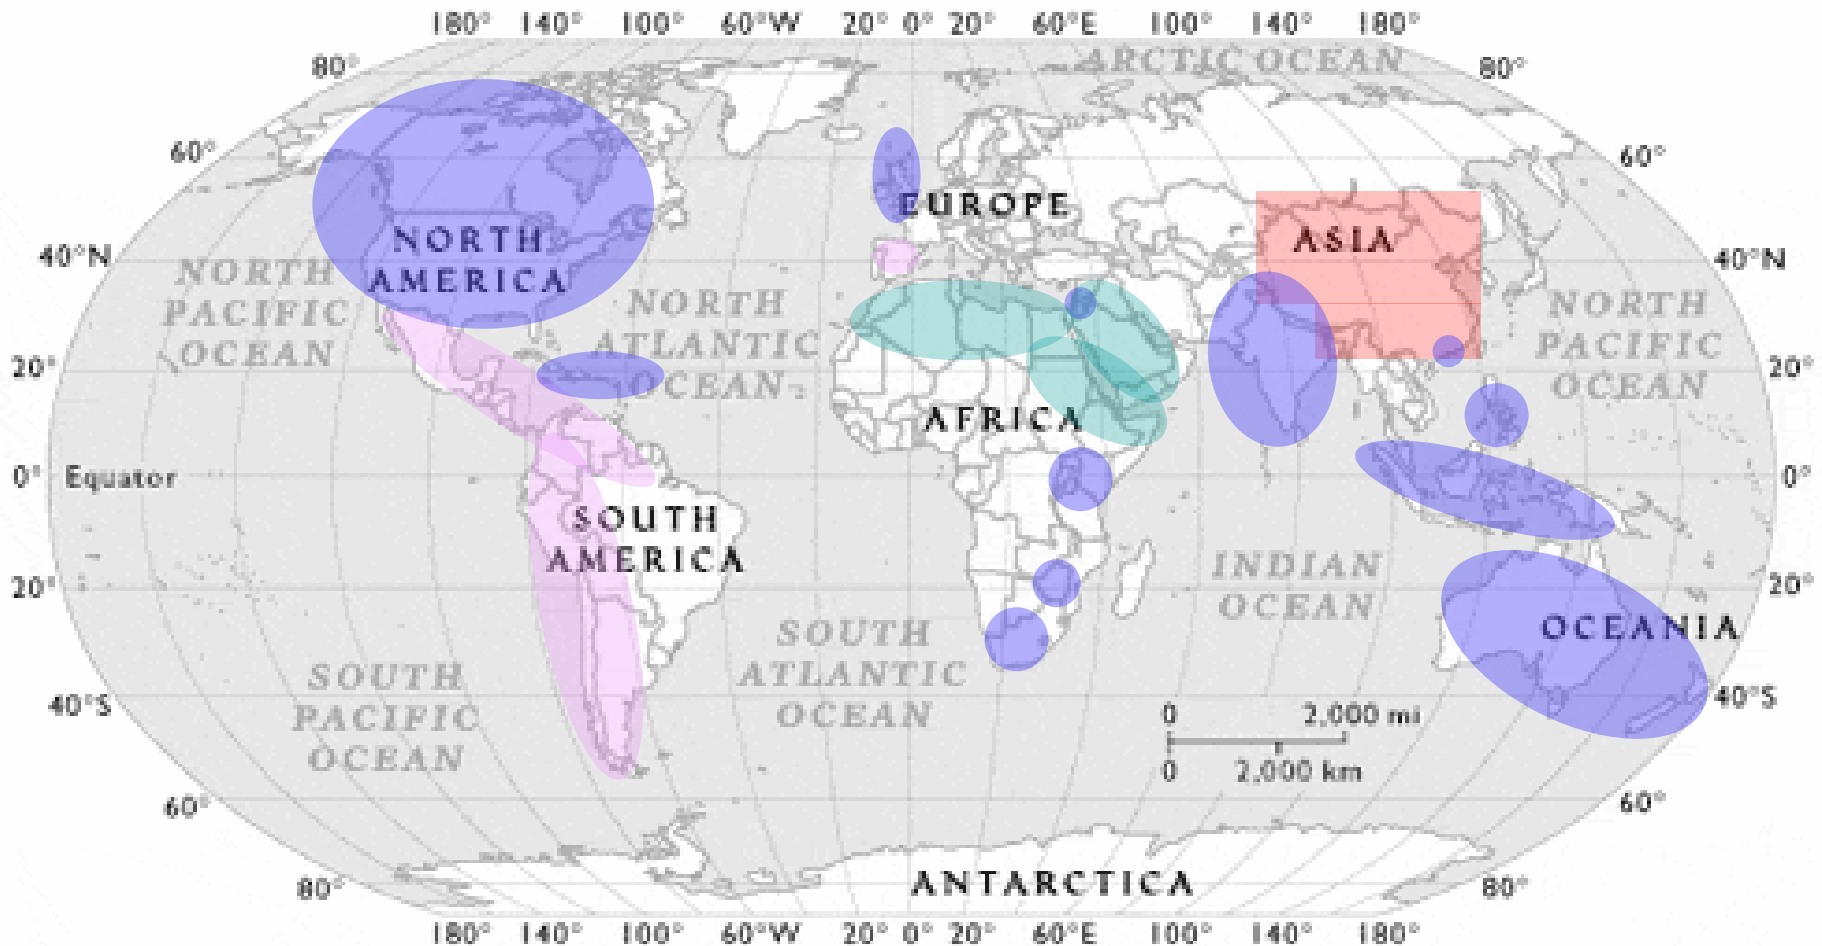 180° 140° 100° 60°W 20° 0° 20° 60°E 100° 140° 180°
ARCTIC OCEAN
80° 80°
60° 60°
EUROPE
40°N NORTH AMERICA ASIA 40°N
NORTH
PACIFIC
OCEAN
NORTH
ATLANTIC
OCEAN
NORTH
PACIFIC
OCEAN
20° 20°
AFRICA
0° Equator 0°
SOUTH
AMERICA
INDIAN
OCEAN
20° 20°
OCEANIA
SOUTH
ATLANTIC
OCEAN
SOUTH
PACIFIC
OCEAN
40°S 40°S
0 2,000 mi
0 2,000 km
60° 60°
ANTARCTICA
80° 80°
180° 140° 100° 60°W 20° 0° 20° 60°E 100° 140° 180°